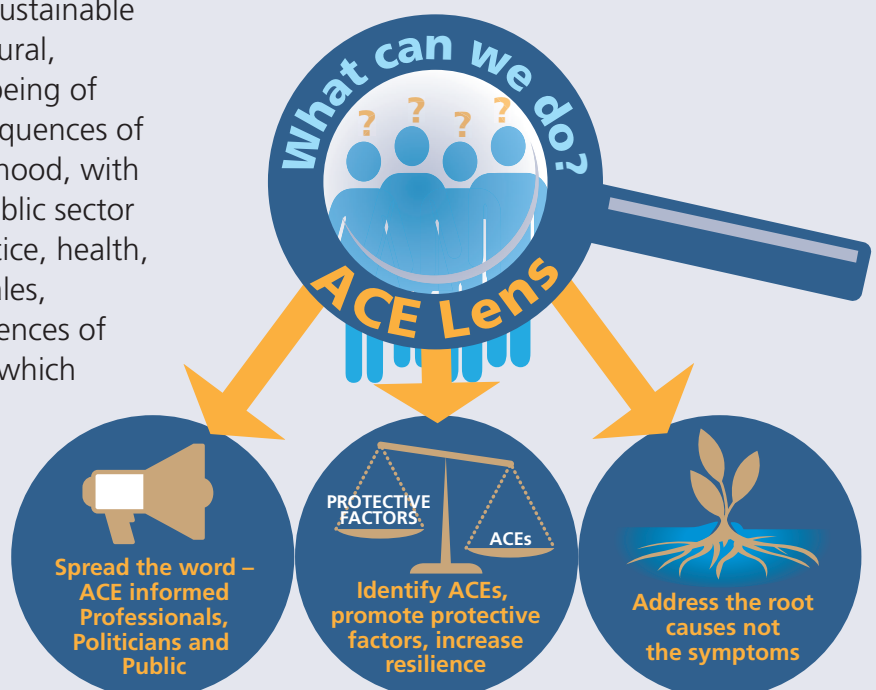 ustainable
ural,
being of
quences of
hood, with
blic sector
tice, health,
ales,
ences of
which
What can we do?
? ? ? ?
ACE Lens
PROTECTIVE
FACTORS
ACEs
Spread the word –
ACE informed
Professionals,
Politicians and
Public
Identify ACEs,
promote protective
factors, increase
resilience
Address the root
causes not
the symptoms